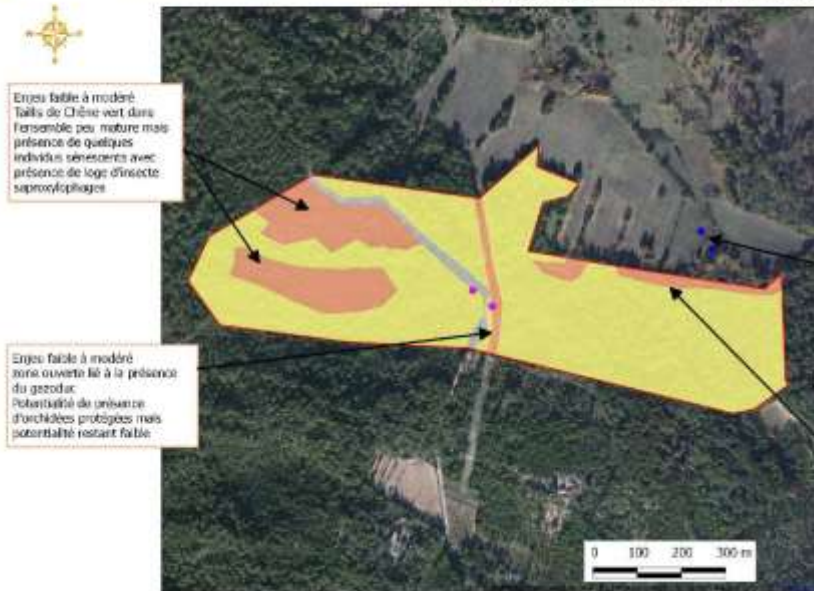 Enjeu faible à modéré
Taillis de Chêne vert dans
l'ensemble peu mature mais
présence de quelques
individus sénescents avec
présence de loge d'insecte
saproxylophages
Enjeu faible à modéré
zone ouverte lié à la présence
du gazoduc
Potentialité de présence
d'orchidées protégées mais
potentialité restant faible
0 100 200 300 m